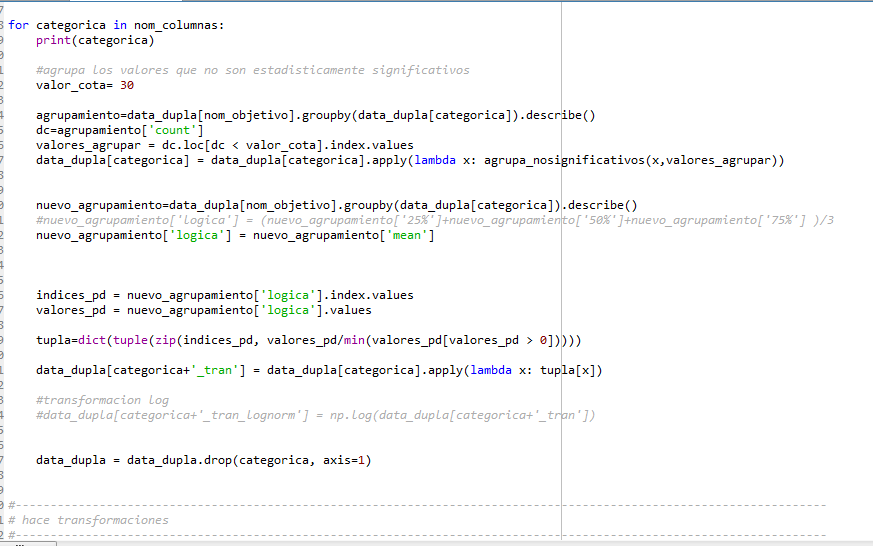 for categorica in nom_columnas:
    print(categorica)
    #agrupa los valores que no son estadisticamente significativos
    valor_cota= 30
    agrupamiento=data_dupla[nom_objetivo].groupby(data_dupla[categorica]).describe()
    dc=agrupamiento['count']
    valores_agrupar = dc.loc[dc < valor_cota].index.values
    data_dupla[categorica] = data_dupla[categorica].apply(lambda x: agrupa_nosignificativos(x,valores_agrupar))
    nuevo_agrupamiento=data_dupla[nom_objetivo].groupby(data_dupla[categorica]).describe()
    #nuevo_agrupamiento['logica'] = (nuevo_agrupamiento['25%']+nuevo_agrupamiento['50%']+nuevo_agrupamiento['75%'] )/3
    nuevo_agrupamiento['logica'] = nuevo_agrupamiento['mean']
    indices_pd = nuevo_agrupamiento['logica'].index.values
    valores_pd = nuevo_agrupamiento['logica'].values
    tupla=dict(tuple(zip(indices_pd, valores_pd/min(valores_pd[valores_pd > 0]))))
    data_dupla[categorica+'_tran'] = data_dupla[categorica].apply(lambda x: tupla[x])
    #transformacion log
    #data_dupla[categorica+'_tran_lognorm'] = np.log(data_dupla[categorica+'_tran'])
    data_dupla = data_dupla.drop(categorica, axis=1)
#------------------------------------------------------------------------------------------------------------
# hace transformaciones
#------------------------------------------------------------------------------------------------------------